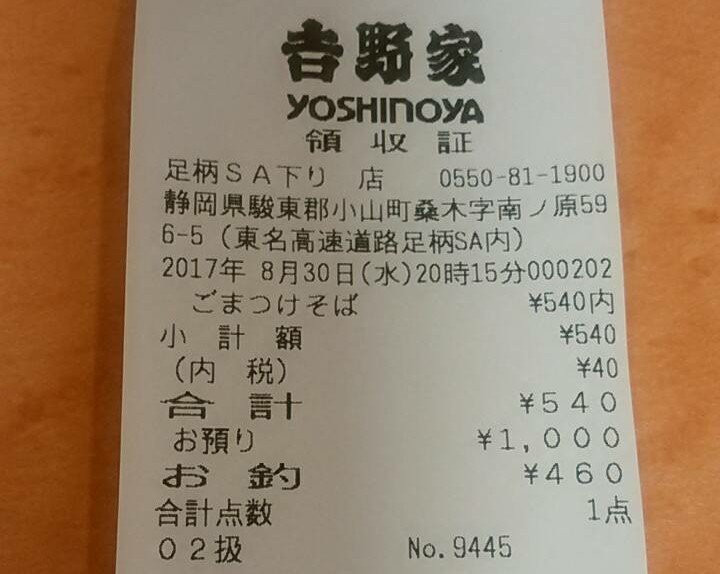 吉野家
YOSHINOYA
領収証
足柄SA下り 店 0550-81-1900
静岡県駿東郡小山町桑木字南ノ原59
6-5 (東名高速道路足柄SA内)
2017年 8月30日(水)20時15分000202
ごまつけそば ¥540内
小計額 ¥540
(内 税) ¥40
合計 ¥540
お預り ¥1,000
お釣 ¥460
合計点数 1点
02扱 No.9445